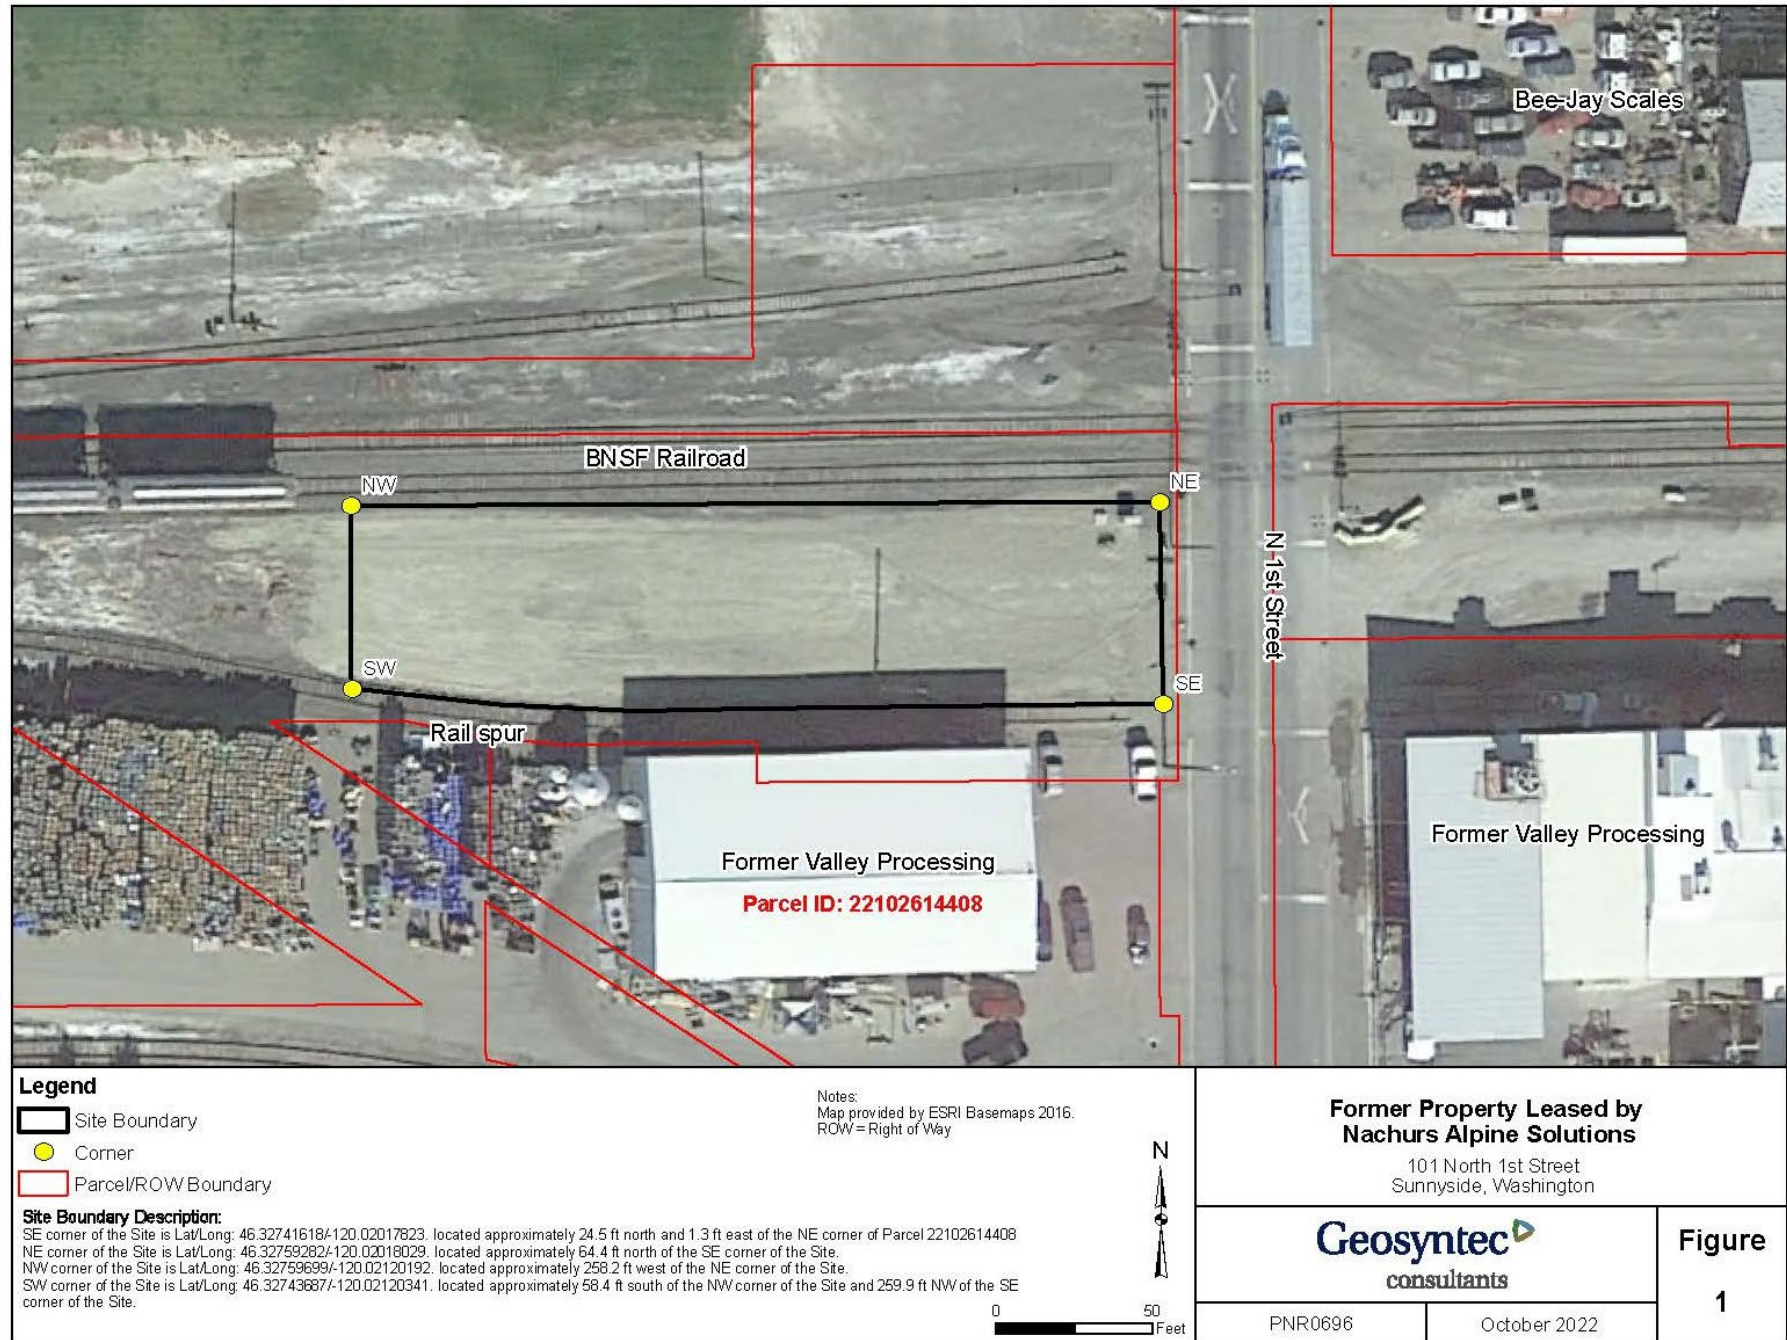 Bee-Jay Scales
BNSF Railroad
NW
NE
N 1st Street
SW
SE
Rail spur
Former Valley Processing
Parcel ID: 22102614408
Former Valley Processing
Legend
Site Boundary
Corner
Parcel/ROW Boundary
Notes:
Map provided by ESRI Basemaps 2016.
ROW = Right of Way
N
Site Boundary Description:
SE corner of the Site is Lat/Long: 46.32741618/-120.02017823. located approximately 24.5 ft north and 1.3 ft east of the NE corner of Parcel 22102614408
NE corner of the Site is Lat/Long: 46.32759282/-120.02018029. located approximately 64.4 ft north of the SE corner of the Site.
NW corner of the Site is Lat/Long: 46.32759699/-120.02120192. located approximately 258.2 ft west of the NE corner of the Site.
SW corner of the Site is Lat/Long: 46.32743687/-120.02120341. located approximately 58.4 ft south of the NW corner of the Site and 259.9 ft NW of the SE
corner of the Site.
0 50
Feet
Former Property Leased by
Nachurs Alpine Solutions
101 North 1st Street
Sunnyside, Washington
Geosyntec
consultants
Figure
1
PNR0696
October 2022